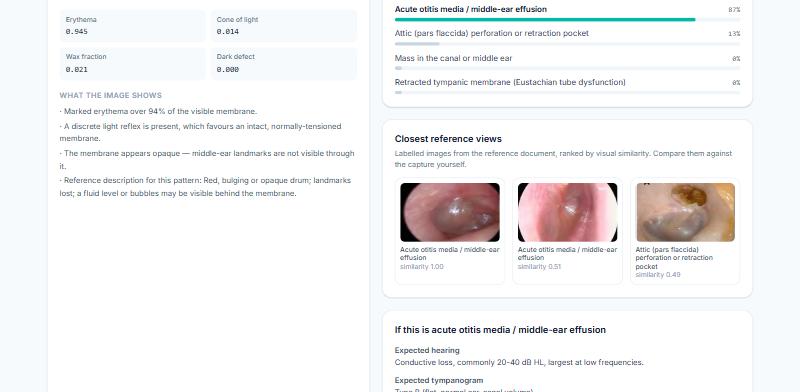 Erythema
0.945
Cone of light
0.014
Wax fraction
0.021
Dark defect
0.000
WHAT THE IMAGE SHOWS
· Marked erythema over 94% of the visible membrane.
· A discrete light reflex is present, which favours an intact, normally-tensioned
membrane.
· The membrane appears opaque — middle-ear landmarks are not visible through
it.
· Reference description for this pattern: Red, bulging or opaque drum; landmarks
lost; a fluid level or bubbles may be visible behind the membrane.
Acute otitis media / middle-ear effusion 87%
Attic (pars flaccida) perforation or retraction pocket 13%
Mass in the canal or middle ear 0%
Retracted tympanic membrane (Eustachian tube dysfunction) 0%
Closest reference views
Labelled images from the reference document, ranked by visual similarity. Compare them against
the capture yourself.
Acute otitis media / middle-ear
effusion
similarity 1.00
Acute otitis media / middle-ear
effusion
similarity 0.51
Attic (pars flaccida)
perforation or retraction
pocket
similarity 0.49
If this is acute otitis media / middle-ear effusion
Expected hearing
Conductive loss, commonly 20-40 dB HL, largest at low frequencies.
Expected tympanogram